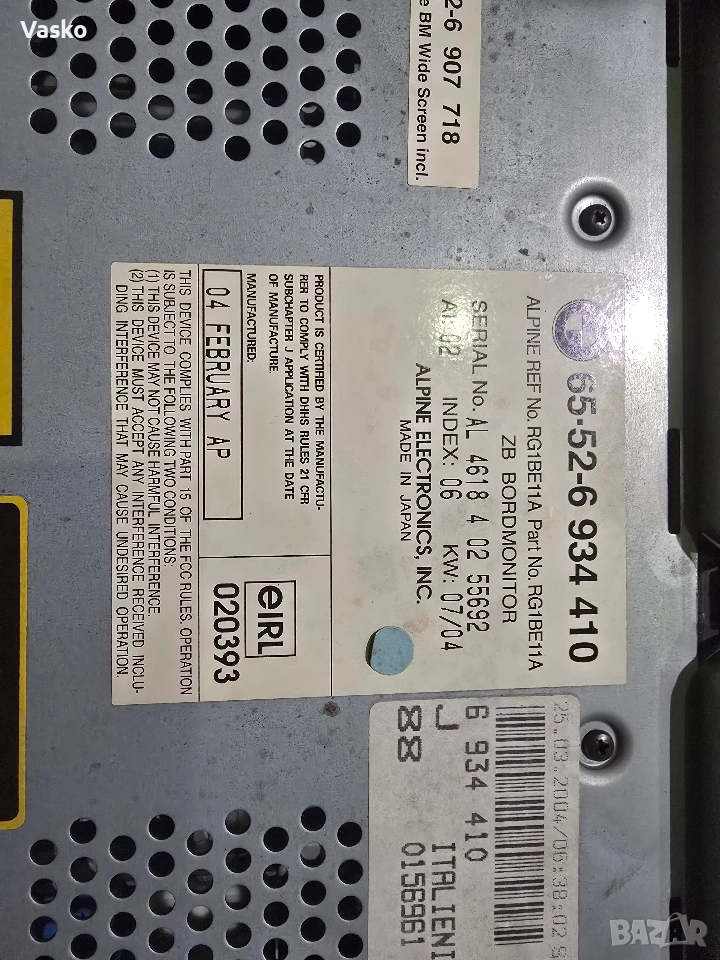 Vasko
2-6 907 718
e BM Wide Screen incl.
65-52-6 934 410
ALPINE REF No. RG1BE11A Part No. RG1BE11A
ZB BORDMONITOR
SERIAL No. AL 4618 4 02 55692
AI: 02 INDEX: 06 KW: 07/04
ALPINE ELECTRONICS, INC.
MADE IN JAPAN
PRODUCT IS CERTIFIED BY THE MANUFACTU-
RER TO COMPLY WITH DHHS RULES 21 CFR
SUBCHAPTER J APPLICATION AT THE DATE
OF MANUFACTURE.
MANUFACTURED:
04 FEBRUARY AP
eIRL
020393
THIS DEVICE COMPLIES WITH PART 15 OF THE FCC RULES. OPERATION
IS SUBJECT TO THE FOLLOWING TWO CONDITIONS:
(1) THIS DEVICE MAY NOT CAUSE HARMFUL INTERFERENCE.
(2) THIS DEVICE MUST ACCEPT ANY INTERFERENCE RECEIVED INCLU-
DING INTERFERENCE THAT MAY CAUSE UNDESIRED OPERATION.
25.03.2004/06:38:02
6 934 410
J ITALIENI
88 0156961
BAZAR